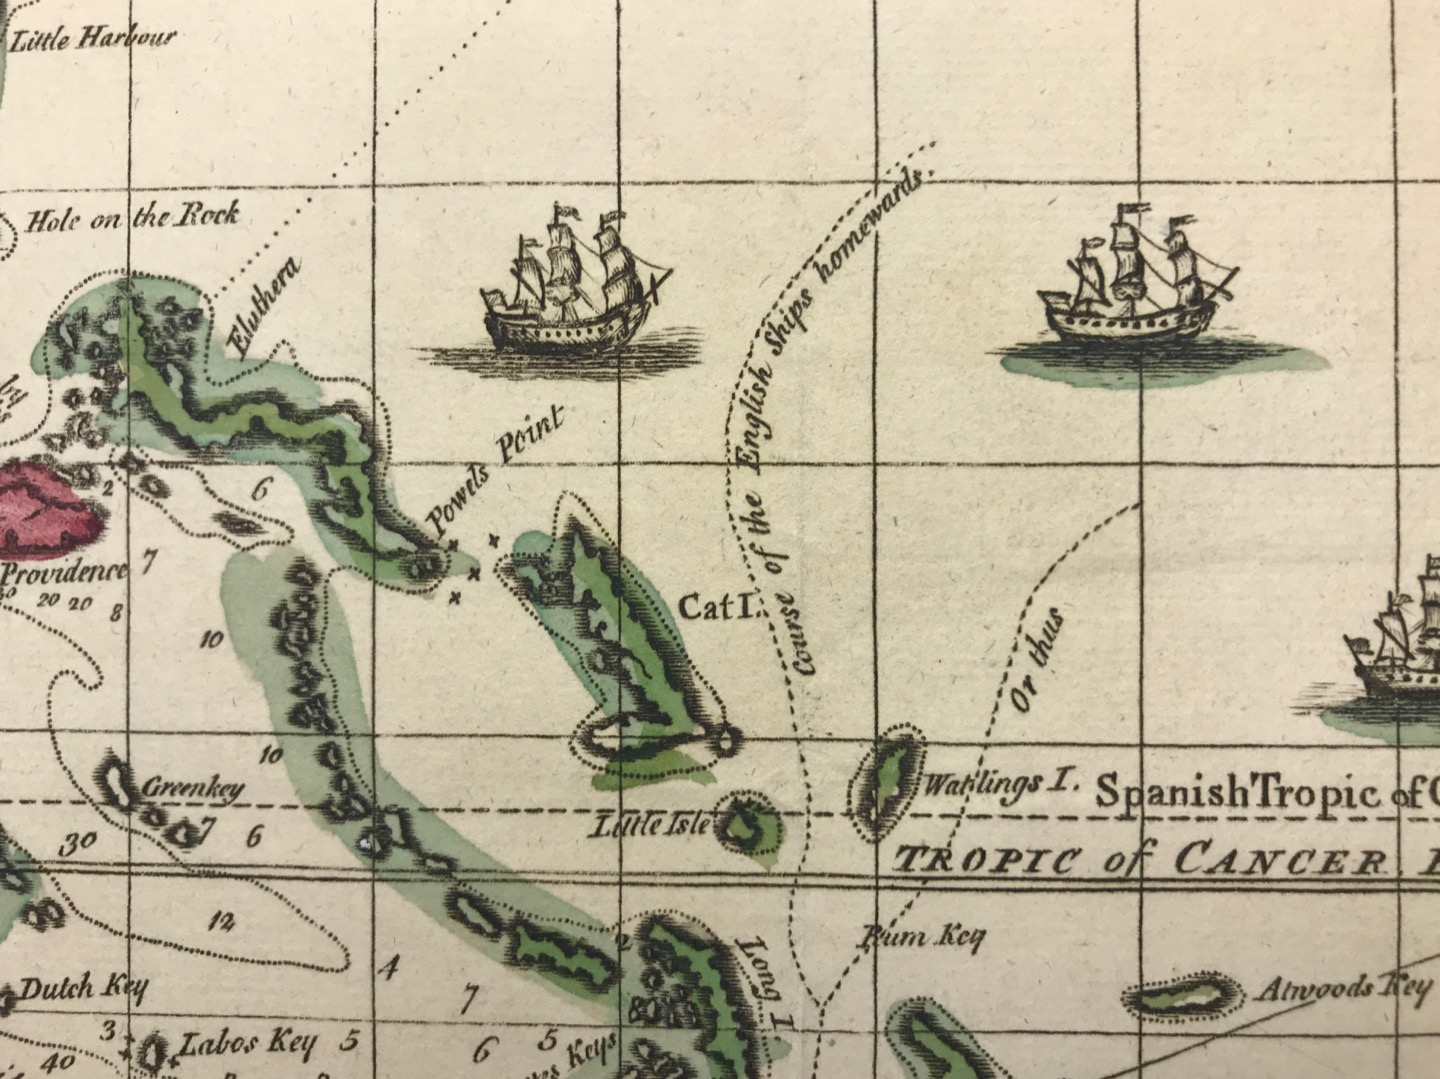 Little Harbour
Hole on the Rock
Eluthera
Course of the English Ships homewards.
Powels Point
2
6
Providence
7
20 20
8
10
Cat I.
Or thus
10
Greenkey
7
6
30
Little Isle
Watlings I.
Spanish Tropic of
TROPIC of CANCER
12
2
Rum Key
Long I.
4
7
8
Dutch Key
Atwoods Key
3
Labos Key
5
6
5
Keys
40